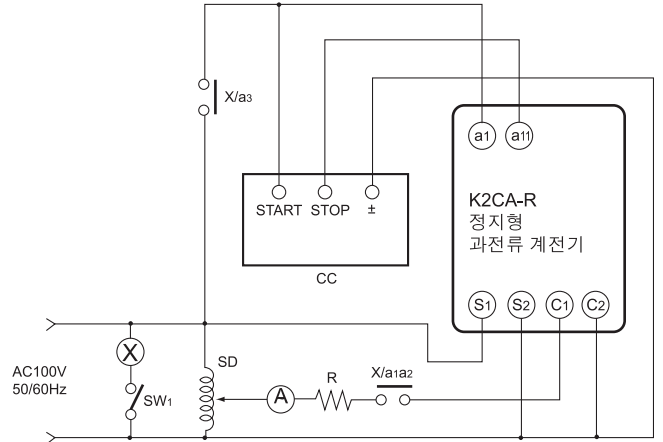 X/a3
a1
a11
K2CA-R
정지형
과전류 계전기
START STOP ±
CC
S1 S2 C1 C2
X
AC100V
50/60Hz
SW1
SD
A
R
X/a1a2